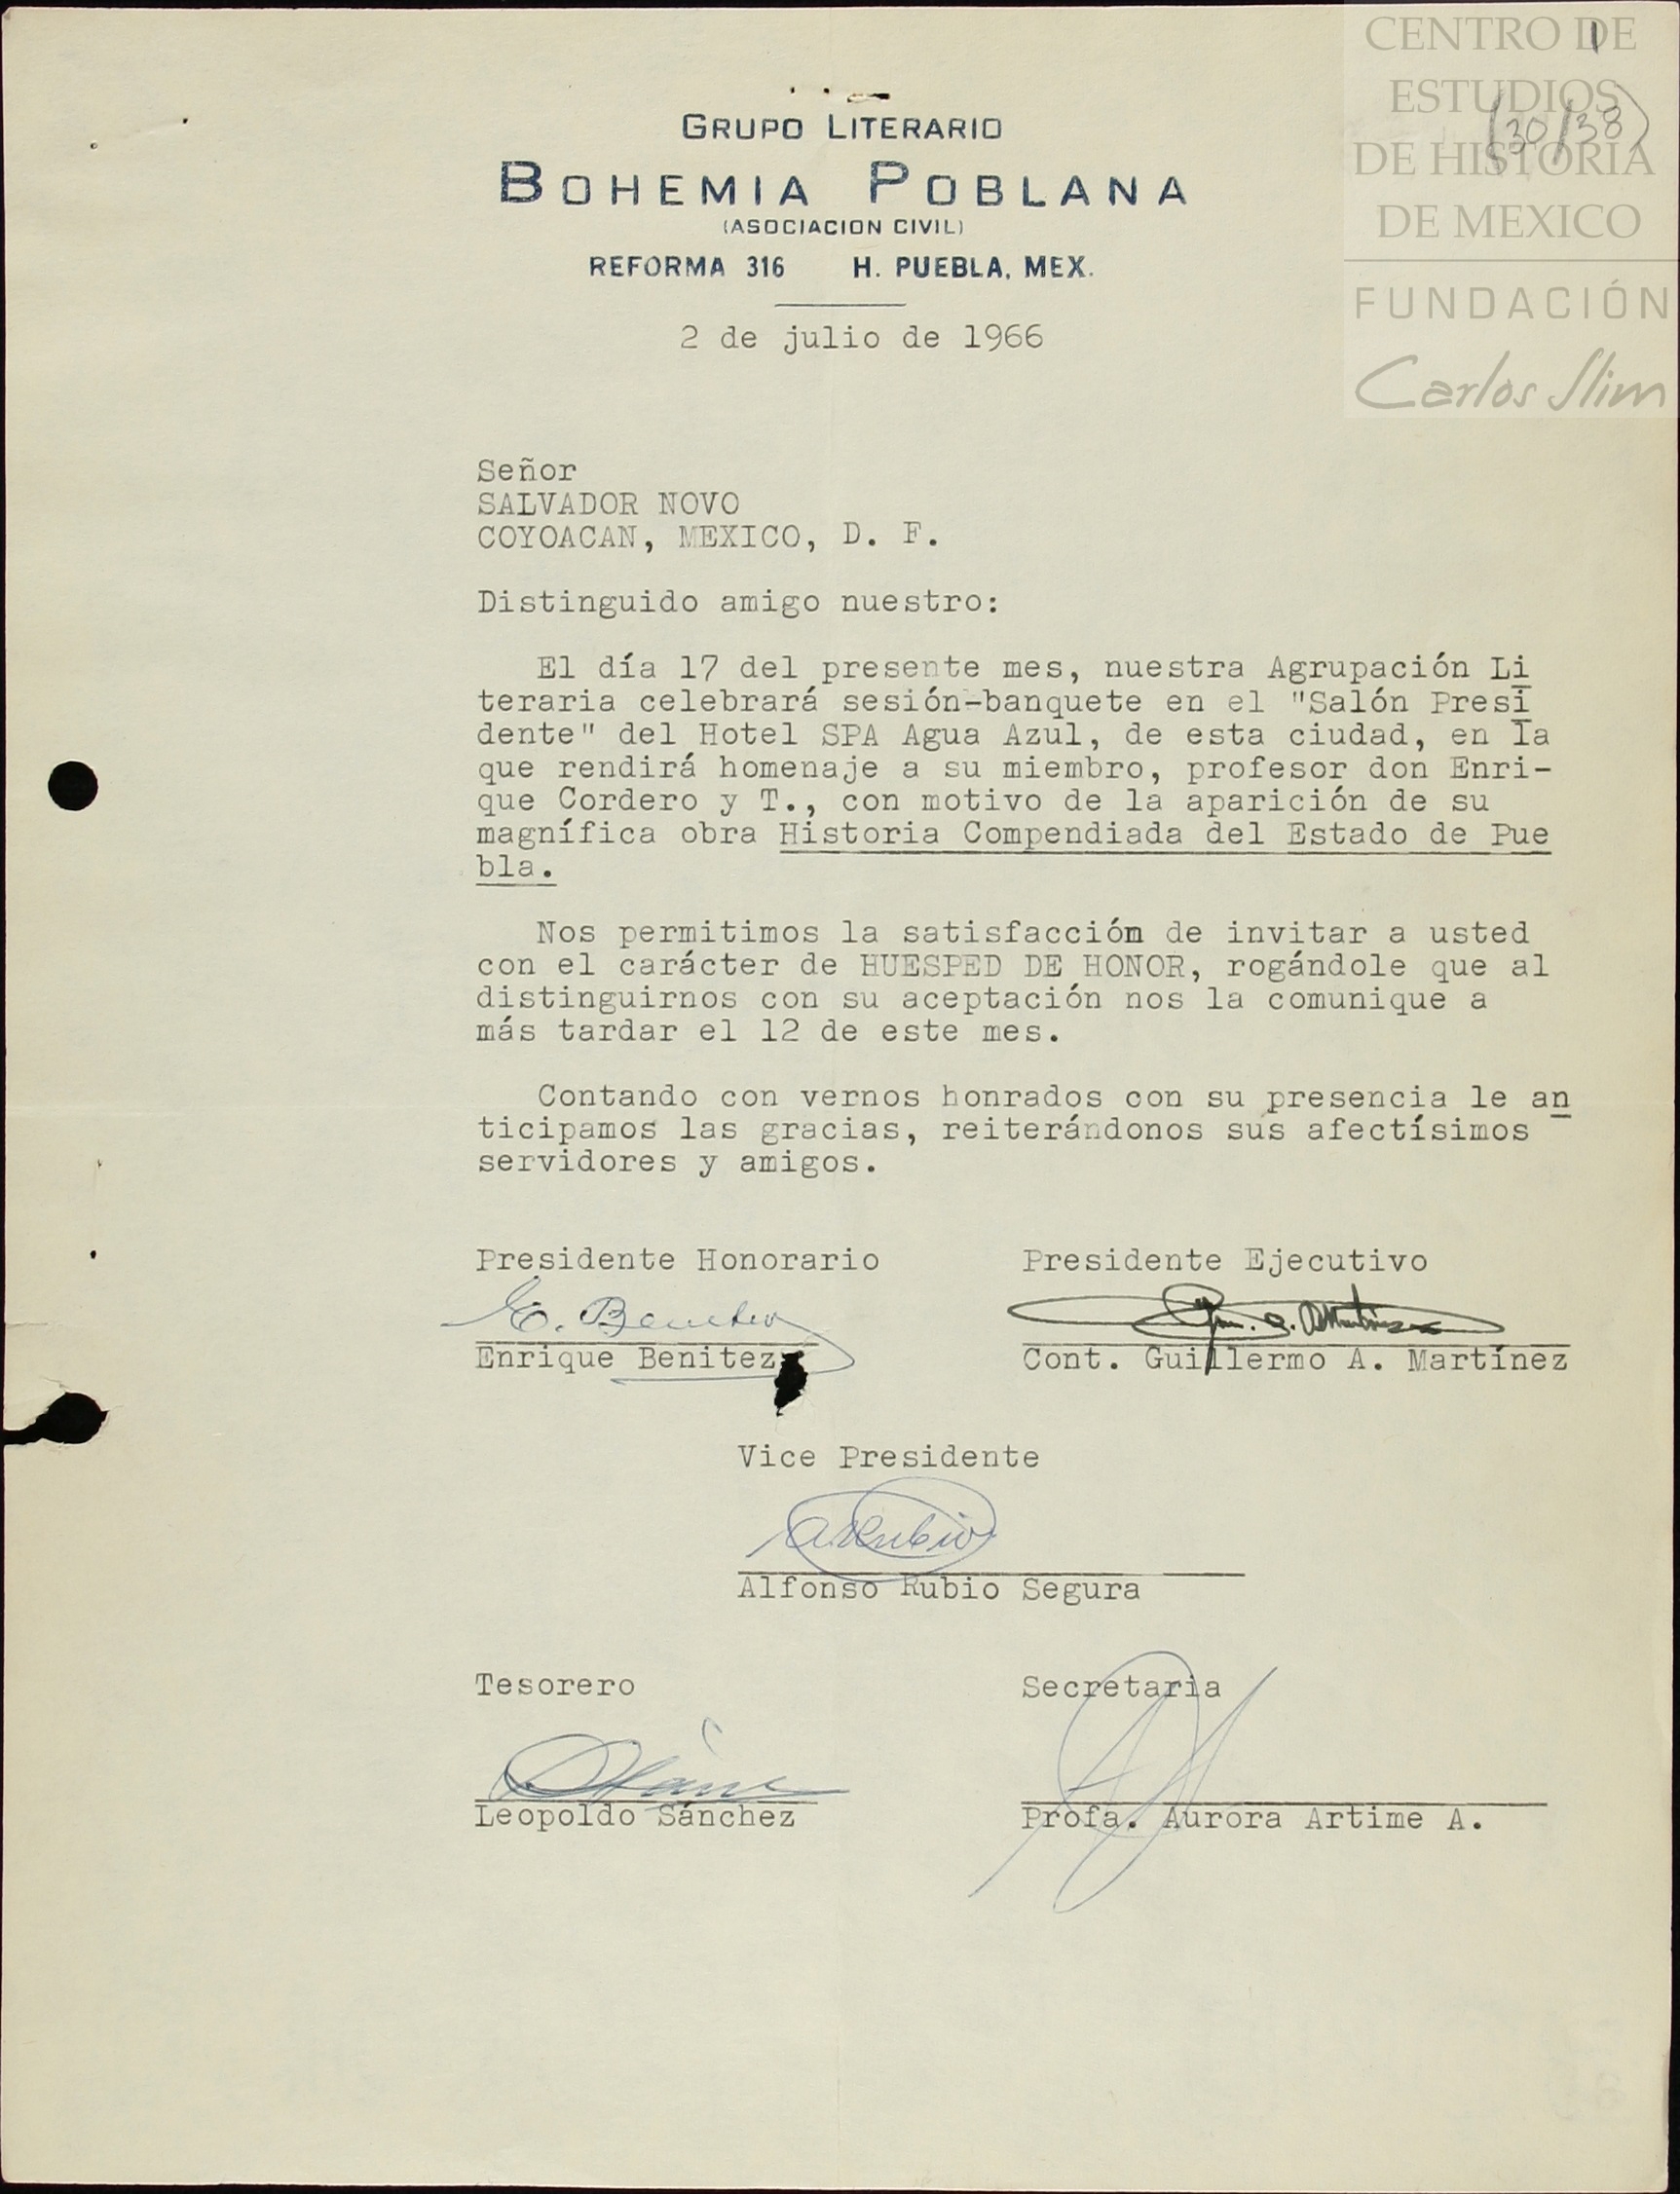 GRUPO LITERARIO
BOHEMIA POBLANA
(ASOCIACION CIVIL)
REFORMA 316 H. PUEBLA, MEX.
2 de julio de 1966
CENTRO DE
ESTUDIOS
DE HISTORIA
DE MEXICO
FUNDACIÓN
Carlos Slim
(30/38)
Señor
SALVADOR NOVO
COYOACAN, MEXICO, D. F.
Distinguido amigo nuestro:
El día 17 del presente mes, nuestra Agrupación Li
teraria celebrará sesión-banquete en el "Salón Presi
dente" del Hotel SPA Agua Azul, de esta ciudad, en la
que rendirá homenaje a su miembro, profesor don Enri-
que Cordero y T., con motivo de la aparición de su
magnífica obra Historia Compendiada del Estado de Pue
bla.
Nos permitimos la satisfacción de invitar a usted
con el carácter de HUESPED DE HONOR, rogándole que al
distinguirnos con su aceptación nos la comunique a
más tardar el 12 de este mes.
Contando con vernos honrados con su presencia le an
ticipamos las gracias, reiterándonos sus afectísimos
servidores y amigos.
Presidente Honorario Presidente Ejecutivo
E. Benitez
Enrique Benitez Cont. Guillermo A. Martínez
Vice Presidente
A Rubio
Alfonso Rubio Segura
Tesorero Secretaria
Leopoldo Sánchez Profa. Aurora Artime A.